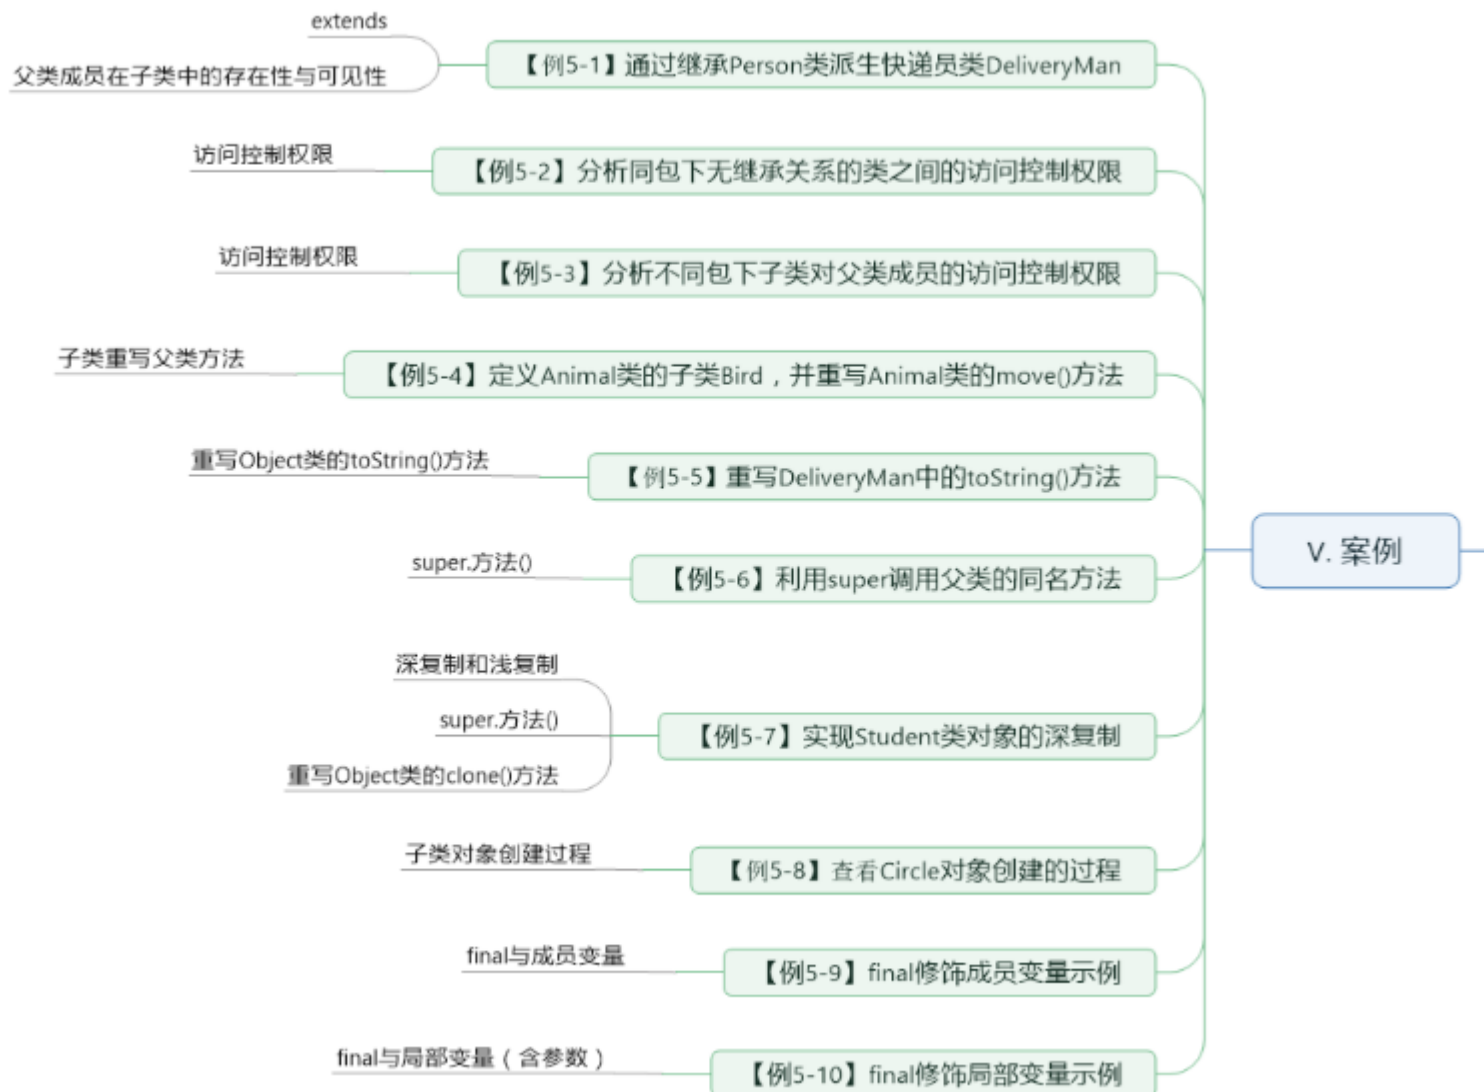 V. 案例
【例5-1】通过继承Person类派生快递员类DeliveryMan
extends
父类成员在子类中的存在性与可见性
【例5-2】分析同包下无继承关系的类之间的访问控制权限
访问控制权限
【例5-3】分析不同包下子类对父类成员的访问控制权限
访问控制权限
【例5-4】定义Animal类的子类Bird，并重写Animal类的move()方法
子类重写父类方法
【例5-5】重写DeliveryMan中的toString()方法
重写Object类的toString()方法
【例5-6】利用super调用父类的同名方法
super.方法()
【例5-7】实现Student类对象的深复制
深复制和浅复制
super.方法()
重写Object类的clone()方法
【例5-8】查看Circle对象创建的过程
子类对象创建过程
【例5-9】final修饰成员变量示例
final与成员变量
【例5-10】final修饰局部变量示例
final与局部变量（含参数）